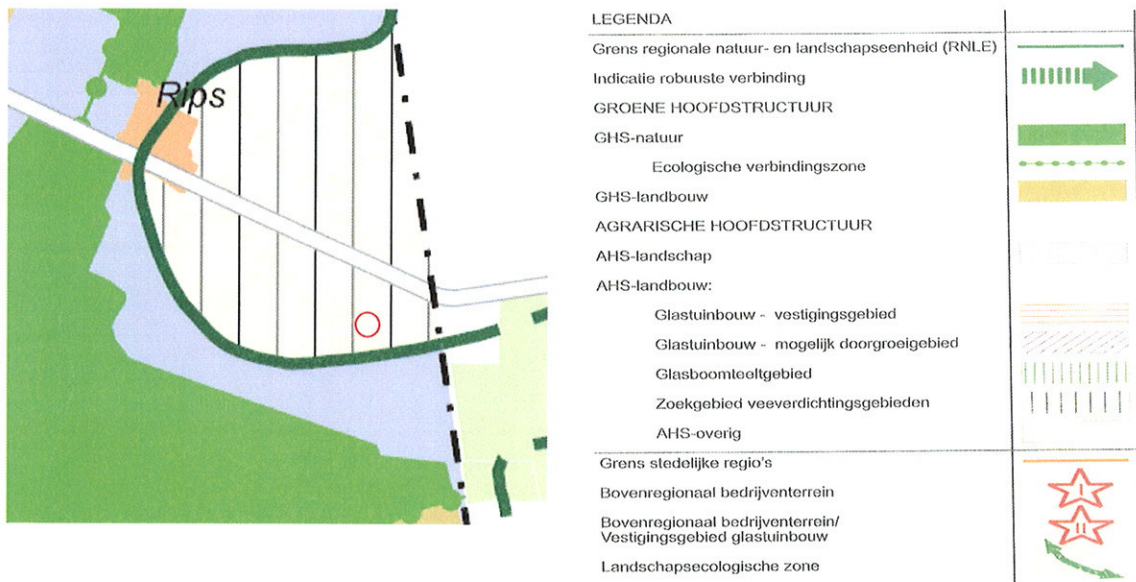 Rips
LEGENDA
Grens regionale natuur- en landschapseenheid (RNLE)
Indicatie robuuste verbinding
GROENE HOOFDSTRUCTUUR
GHS-natuur
Ecologische verbindingszone
GHS-landbouw
AGRARISCHE HOOFDSTRUCTUUR
AHS-landschap
AHS-landbouw:
Glastuinbouw - vestigingsgebied
Glastuinbouw - mogelijk doorgroeigebied
Glasboomteeltgebied
Zoekgebied veeverdichtingsgebieden
AHS-overig
Grens stedelijke regio's
Bovenregionaal bedrijventerrein
I
Bovenregionaal bedrijventerrein/
Vestigingsgebied glastuinbouw
II
Landschapsecologische zone